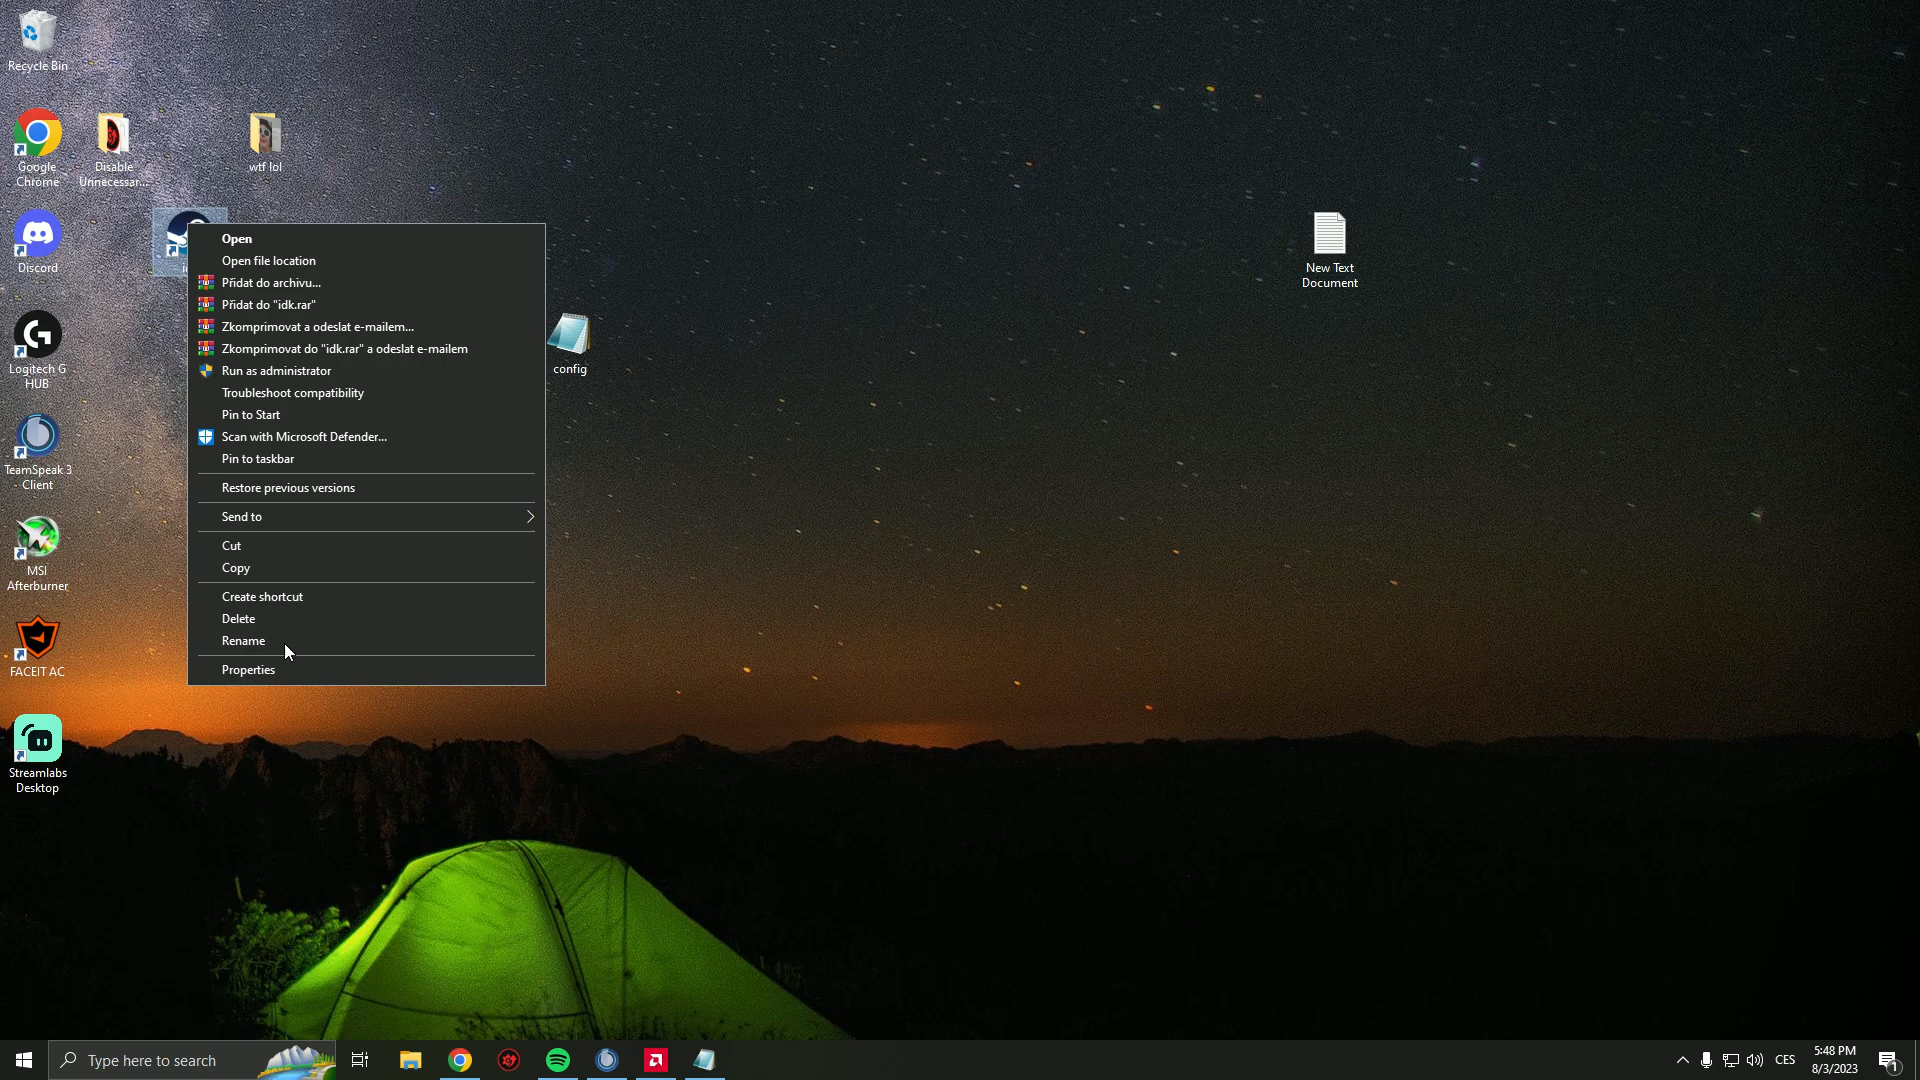 Recycle Bin
Google
Chrome
Disable
Unnecessar...
wtf lol
Discord
Logitech G
HUB
TeamSpeak 3
Client
MSI
Afterburner
FACEIT AC
Streamlabs
Desktop
Open
Open file location
Přidat do archivu...
Přidat do "idk.rar"
Zkomprimovat a odeslat e-mailem...
Zkomprimovat do "idk.rar" a odeslat e-mailem
Run as administrator
Troubleshoot compatibility
Pin to Start
Scan with Microsoft Defender...
Pin to taskbar
Restore previous versions
Send to
Cut
Copy
Create shortcut
Delete
Rename
Properties
config
New Text
Document
Type here to search
CES
5:48 PM
8/3/2023
1